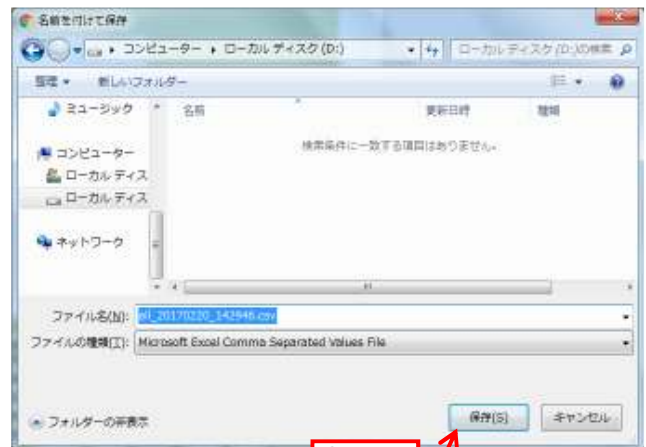 名前を付けて保存
コンピューター ▸ ローカル ディスク (D:)
ローカル ディスク (D:)の検索
整理 新しいフォルダー
ミュージック
名前 更新日時 種類
検索条件に一致する項目はありません。
コンピューター
ローカル ディス
ローカル ディス
ネットワーク
ファイル名(N):
20170220_142946.csv
ファイルの種類(T): Microsoft Excel Comma Separated Values File
フォルダーの非表示
保存(S) キャンセル